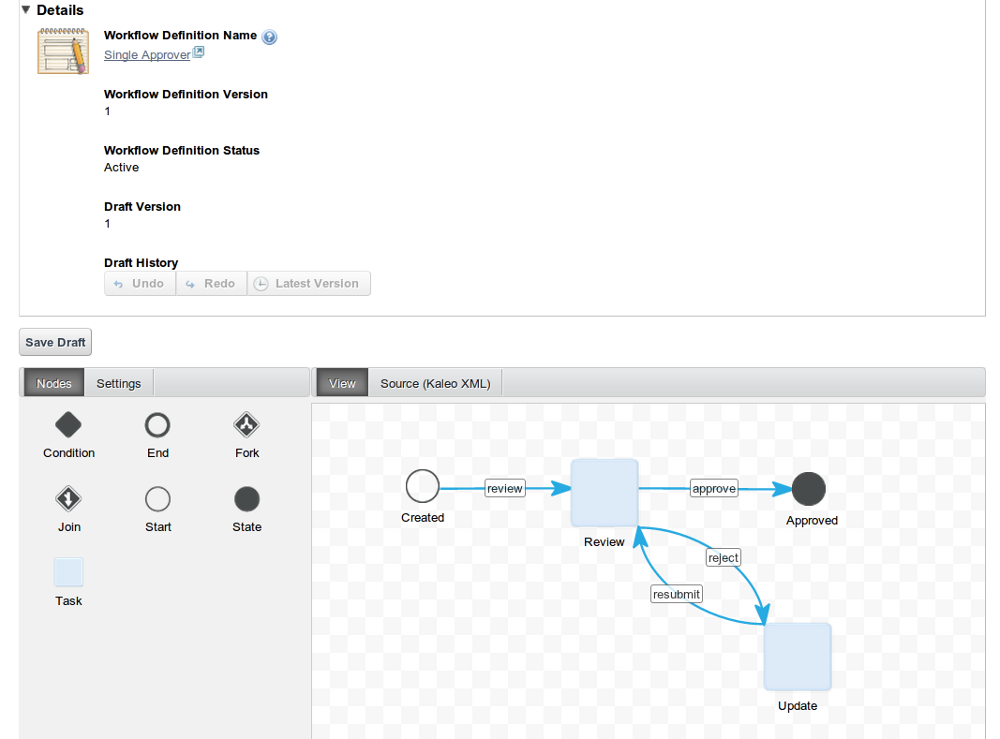 Details
Workflow Definition Name
Single Approver
Workflow Definition Version
1
Workflow Definition Status
Active
Draft Version
1
Draft History
Undo Redo Latest Version
Save Draft
Nodes Settings View Source (Kaleo XML)
Condition End Fork
Join Start State
Task
review approve
Created Approved
Review
reject
resubmit
Update